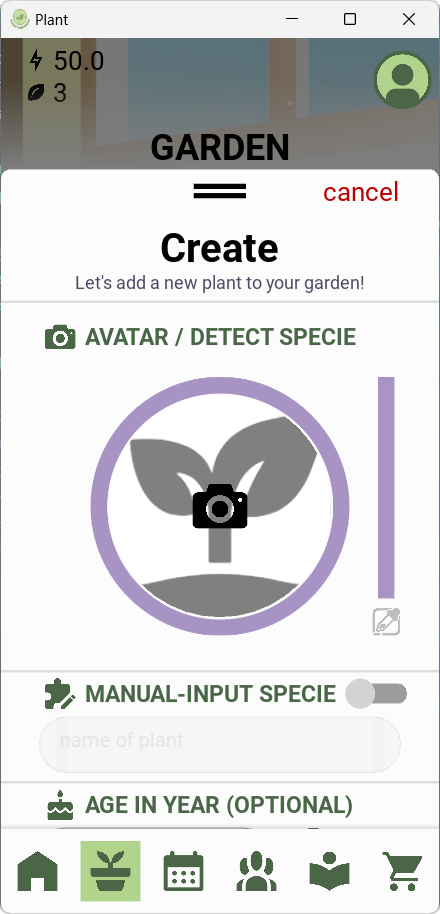 Plant
50.0
3
GARDEN
cancel
Create
Let's add a new plant to your garden!
AVATAR / DETECT SPECIE
MANUAL-INPUT SPECIE
name of plant
AGE IN YEAR (OPTIONAL)